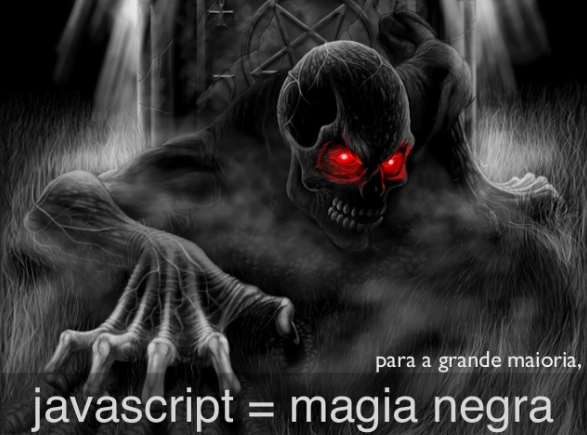 para a grande maioria,
javascript = magia negra